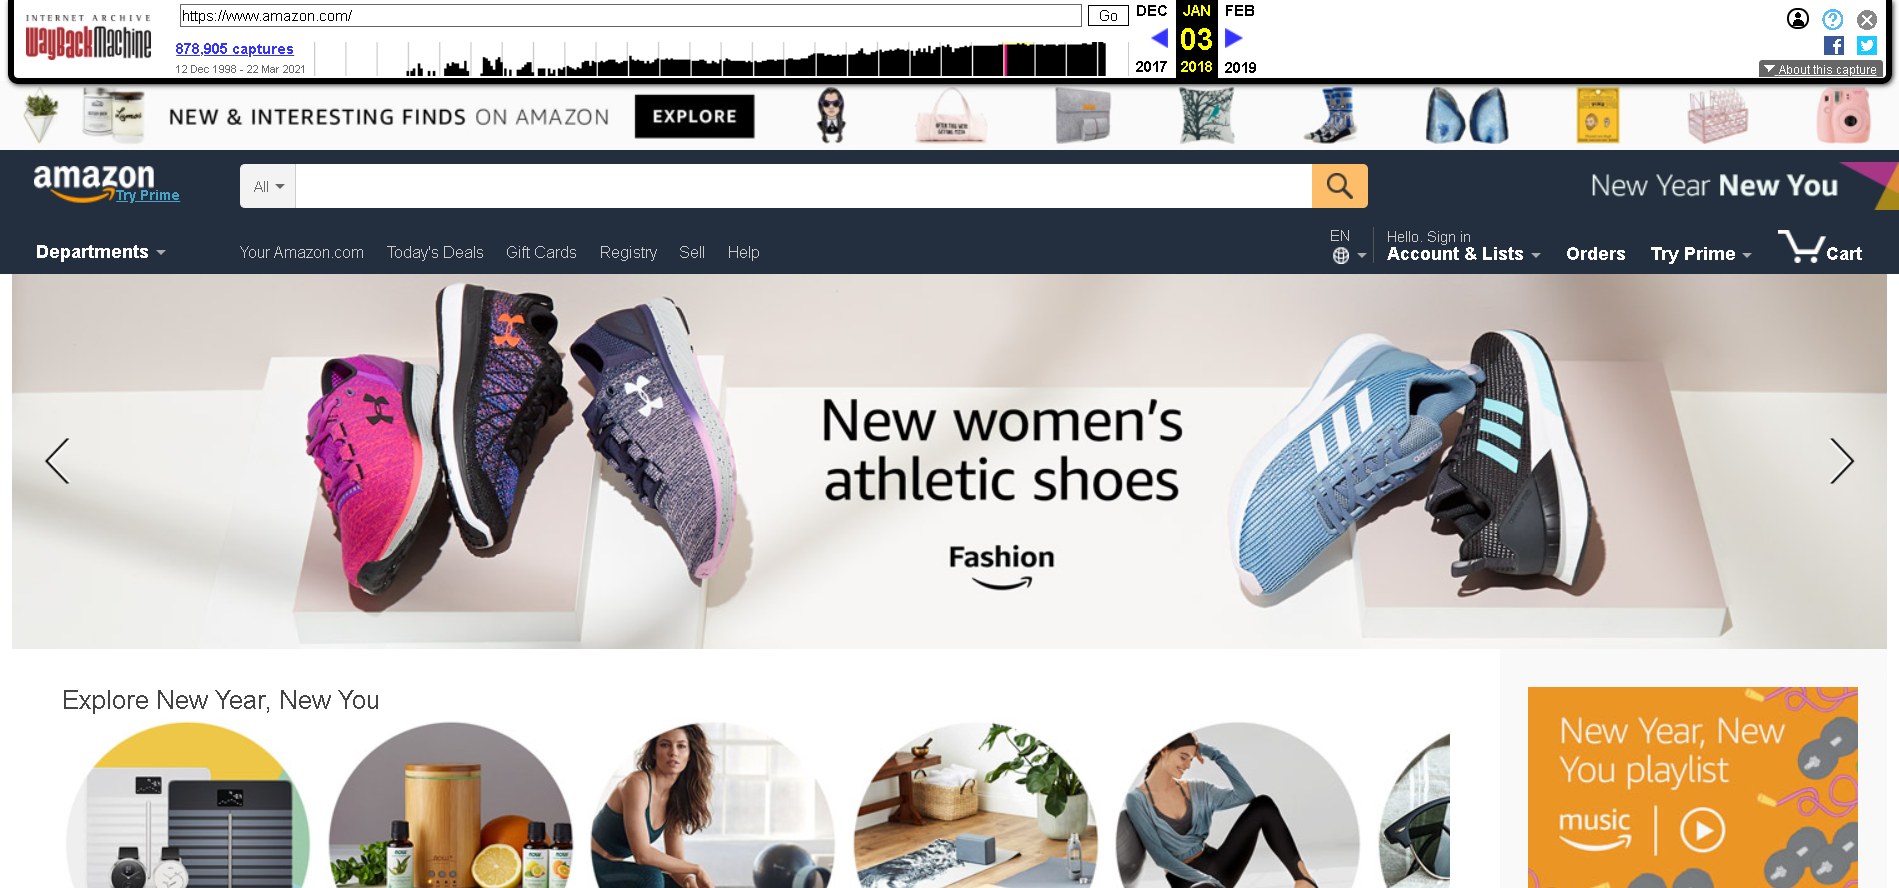 INTERNET ARCHIVE
WayBackMachine
https://www.amazon.com/
Go
878,905 captures
12 Dec 1998 - 22 Mar 2021
DEC JAN FEB
03
2017 2018 2019
About this capture
NEW & INTERESTING FINDS ON AMAZON
EXPLORE
amazon
Try Prime
All
New Year New You
Departments
Your Amazon.com Today's Deals Gift Cards Registry Sell Help
EN
Hello. Sign in
Account & Lists
Orders
Try Prime
Cart
New women's
athletic shoes
Fashion
adidas
Explore New Year, New You
NOW
NOW
NOW
New Year, New
You playlist
music